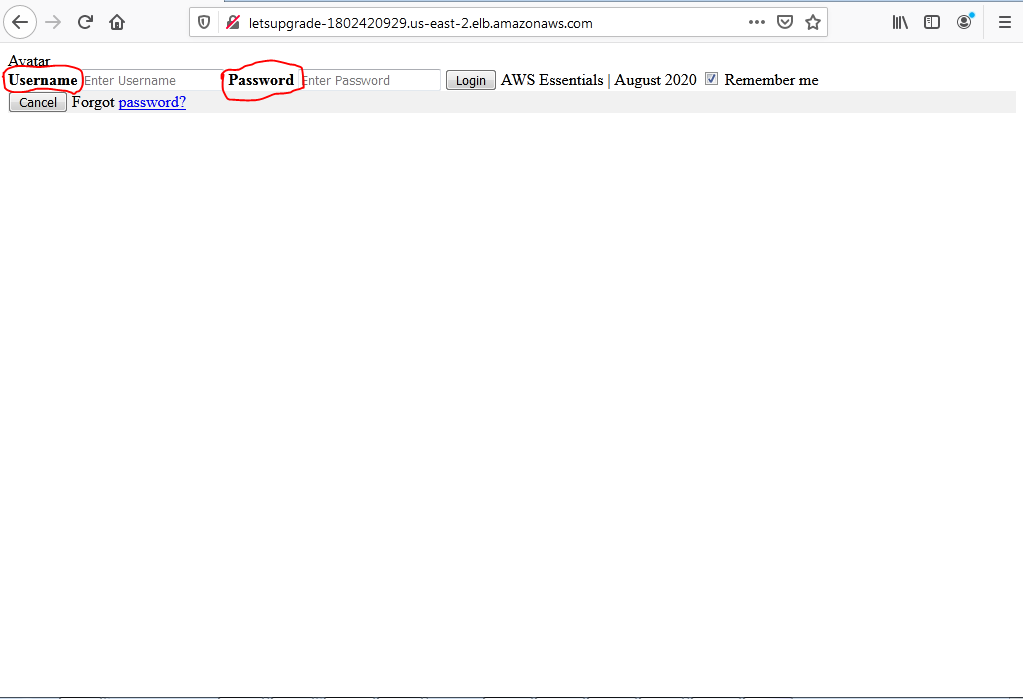 letsupgrade-1802420929.us-east-2.elb.amazonaws.com
Avatar
Username Enter Username Password Enter Password Login AWS Essentials | August 2020 Remember me
Cancel Forgot password?